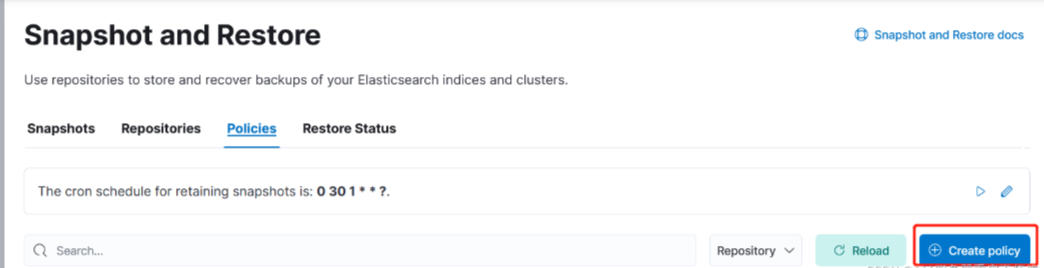 Snapshot and Restore
Snapshot and Restore docs
Use repositories to store and recover backups of your Elasticsearch indices and clusters.
Snapshots Repositories Policies Restore Status
The cron schedule for retaining snapshots is: 0 30 1 * * ?.
Search... Repository Reload Create policy